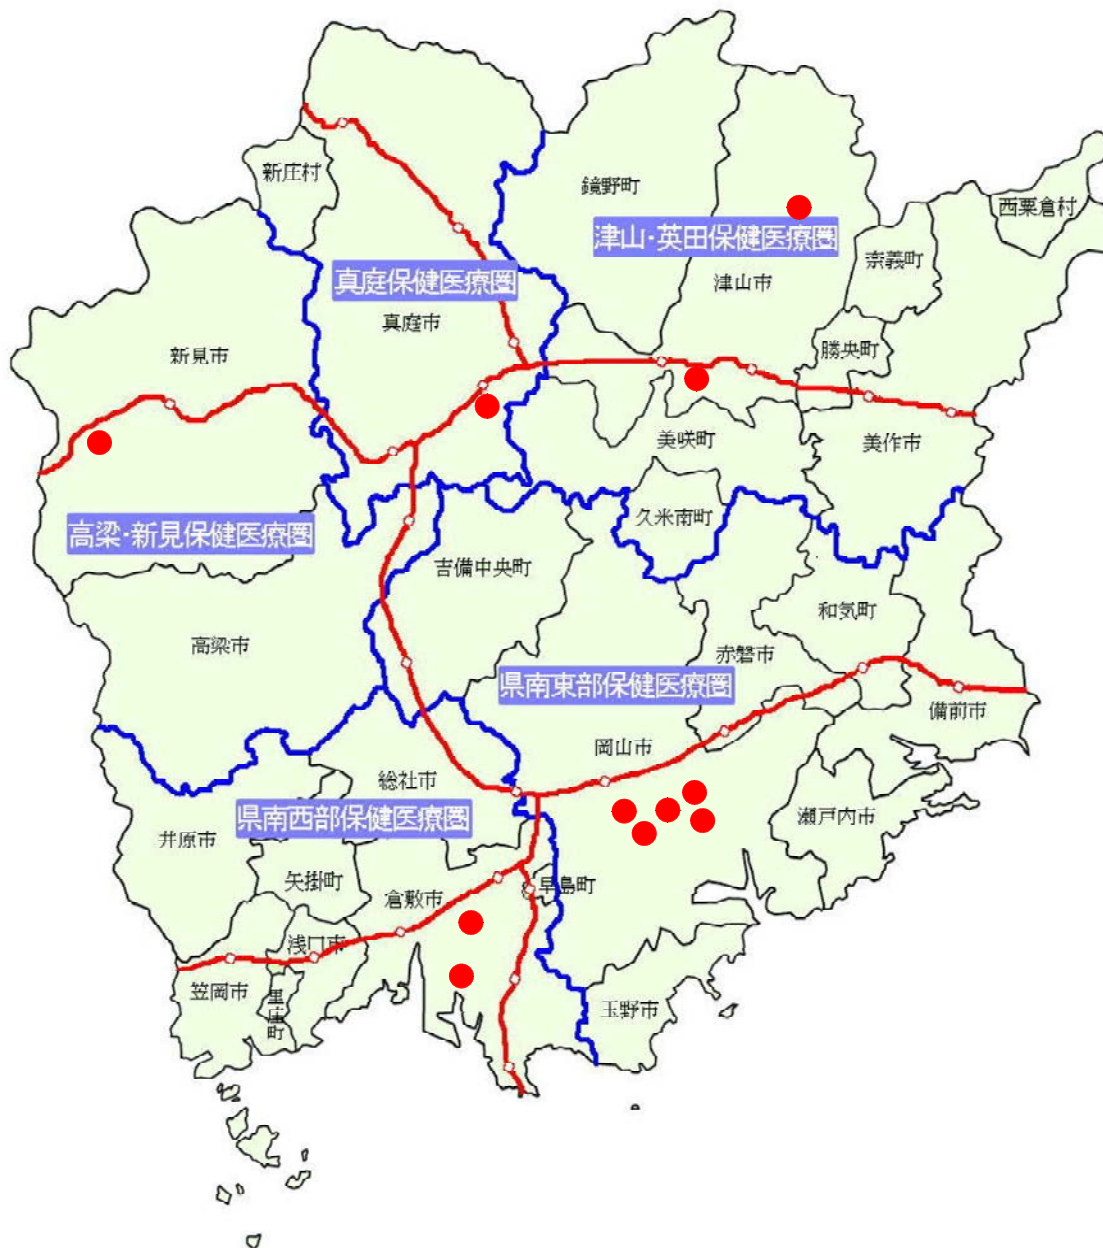 新庄村
鏡野町
西粟倉村
津山・英田保健医療圏
奈義町
真庭保健医療圏
津山市
真庭市
新見市
勝央町
美咲町
美作市
高梁・新見保健医療圏
久米南町
吉備中央町
和気町
高梁市
赤磐市
県南東部保健医療圏
備前市
岡山市
総社市
県南西部保健医療圏
瀬戸内市
井原市
矢掛町
早島町
倉敷市
浅口市
笠岡市
里庄町
玉野市